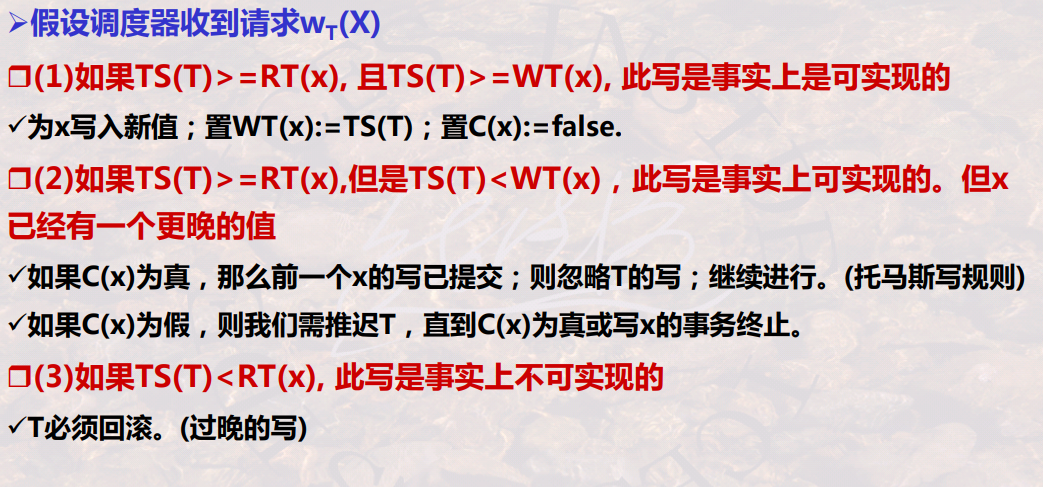 ➢假设调度器收到请求wT(X)
❒(1)如果TS(T)>=RT(x), 且TS(T)>=WT(x), 此写是事实上是可实现的
✓为x写入新值；置WT(x):=TS(T)；置C(x):=false.
❒(2)如果TS(T)>=RT(x),但是TS(T)<WT(x)，此写是事实上可实现的。但x
已经有一个更晚的值
✓如果C(x)为真，那么前一个x的写已提交；则忽略T的写；继续进行。(托马斯写规则)
✓如果C(x)为假，则我们需推迟T，直到C(x)为真或写x的事务终止。
❒(3)如果TS(T)<RT(x), 此写是事实上不可实现的
✓T必须回滚。(过晚的写)